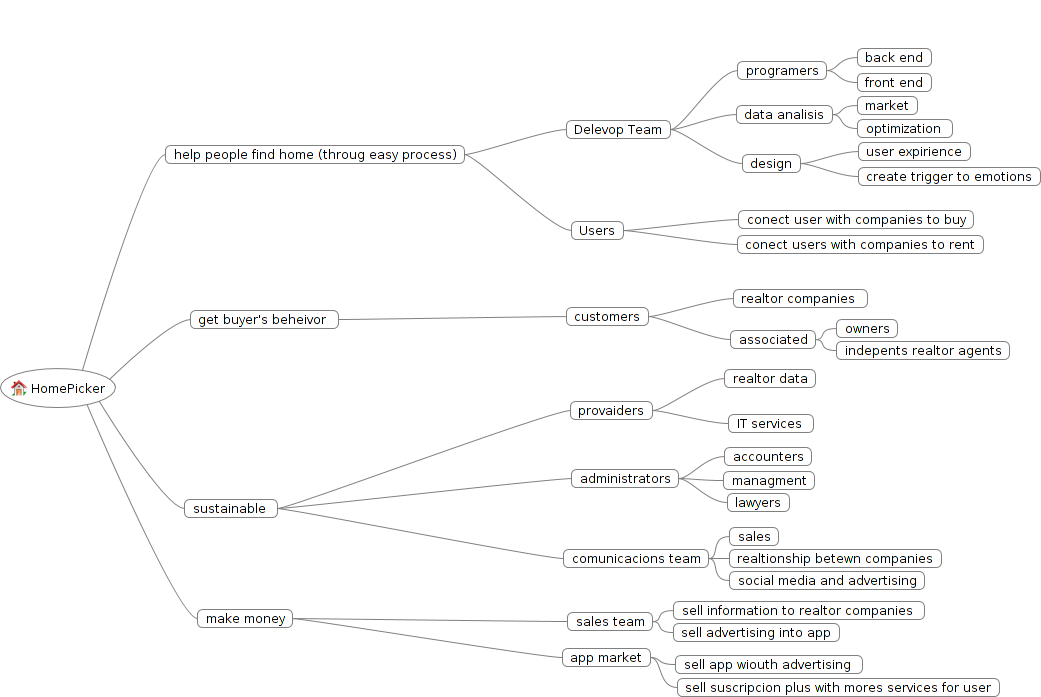 HomePicker
help people find home (throug easy process)
Delevop Team
programers
back end
front end
data analisis
market
optimization
design
user expirience
create trigger to emotions
Users
conect user with companies to buy
conect users with companies to rent
get buyer's beheivor
customers
realtor companies
associated
owners
indepents realtor agents
sustainable
provaiders
realtor data
IT services
administrators
accounters
managment
lawyers
comunicacions team
sales
realtionship betewn companies
social media and advertising
make money
sales team
sell information to realtor companies
sell advertising into app
app market
sell app wiouth advertising
sell suscripcion plus with mores services for user